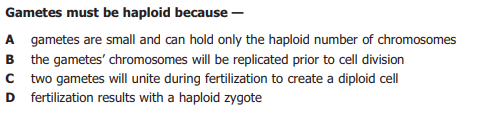 Gametes must be haploid because —
A gametes are small and can hold only the haploid number of chromosomes
B the gametes' chromosomes will be replicated prior to cell division
C two gametes will unite during fertilization to create a diploid cell
D fertilization results with a haploid zygote